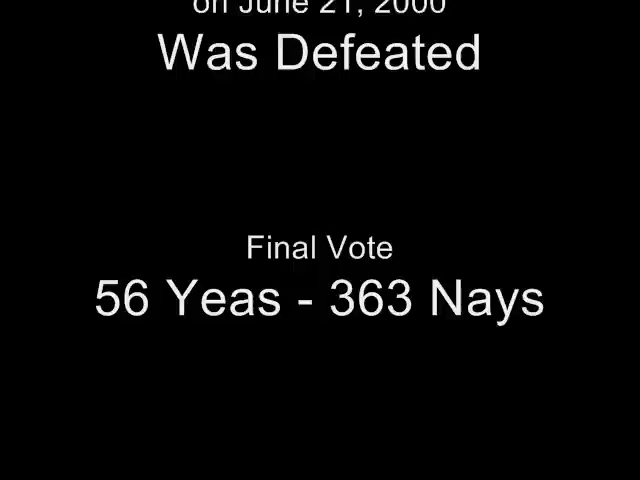 on June 21, 2000
Was Defeated
Final Vote
56 Yeas - 363 Nays